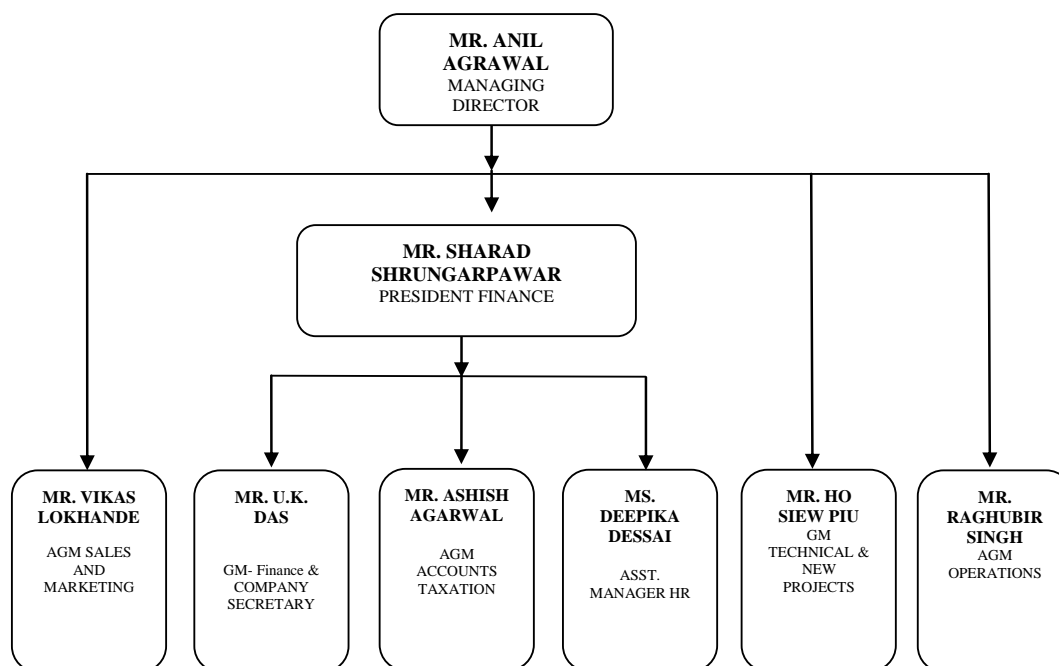 MR. ANIL
AGRAWAL
MANAGING
DIRECTOR
MR. SHARAD
SHRUNGARPAWAR
PRESIDENT FINANCE
MR. VIKAS
LOKHANDE
AGM SALES
AND
MARKETING
MR. U.K.
DAS
GM- Finance &
COMPANY
SECRETARY
MR. ASHISH
AGARWAL
AGM
ACCOUNTS
TAXATION
MS.
DEEPIKA
DESSAI
ASST.
MANAGER HR
MR. HO
SIEW PIU
GM
TECHNICAL &
NEW
PROJECTS
MR.
RAGHUBIR
SINGH
AGM
OPERATIONS